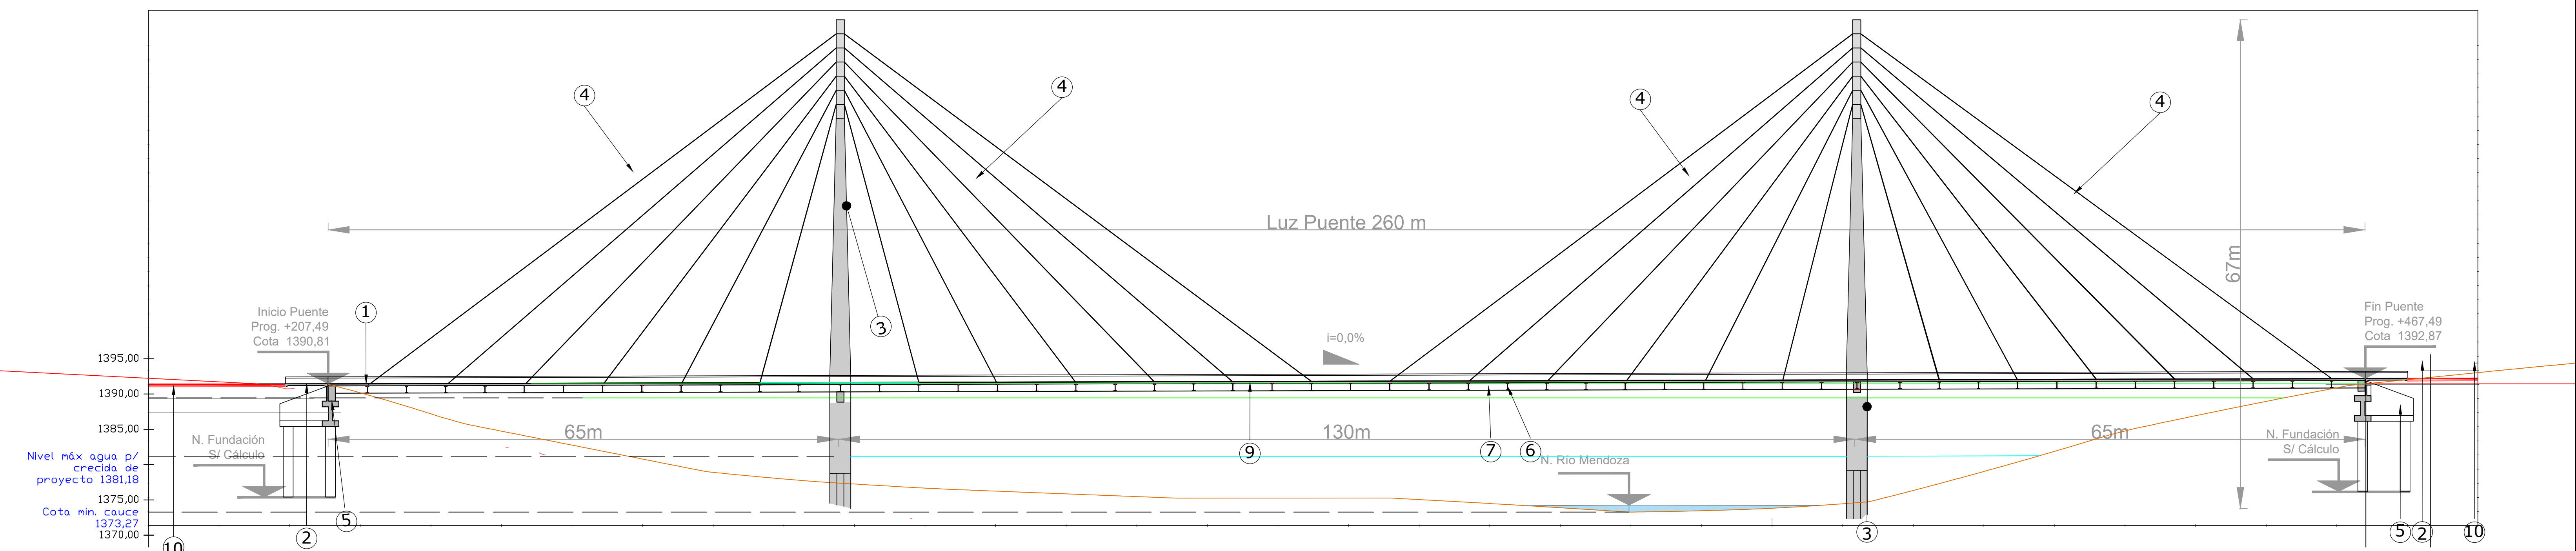 4
4
4
4
Luz Puente 260 m
67m
Inicio Puente
Prog. +207,49
Cota 1390,81
1
3
i=0,0%
Fin Puente
Prog. +467,49
Cota 1392,87
1395,00
1390,00
1385,00
N. Fundación
S/ Cálculo
65m
130m
65m
N. Fundación
S/ Cálculo
Nivel máx agua p/
crecida de
proyecto 1381,18
9
7
6
N. Río Mendoza
1375,00
Cota min. cauce
1373,27
1370,00
10
2
5
3
5
2
10